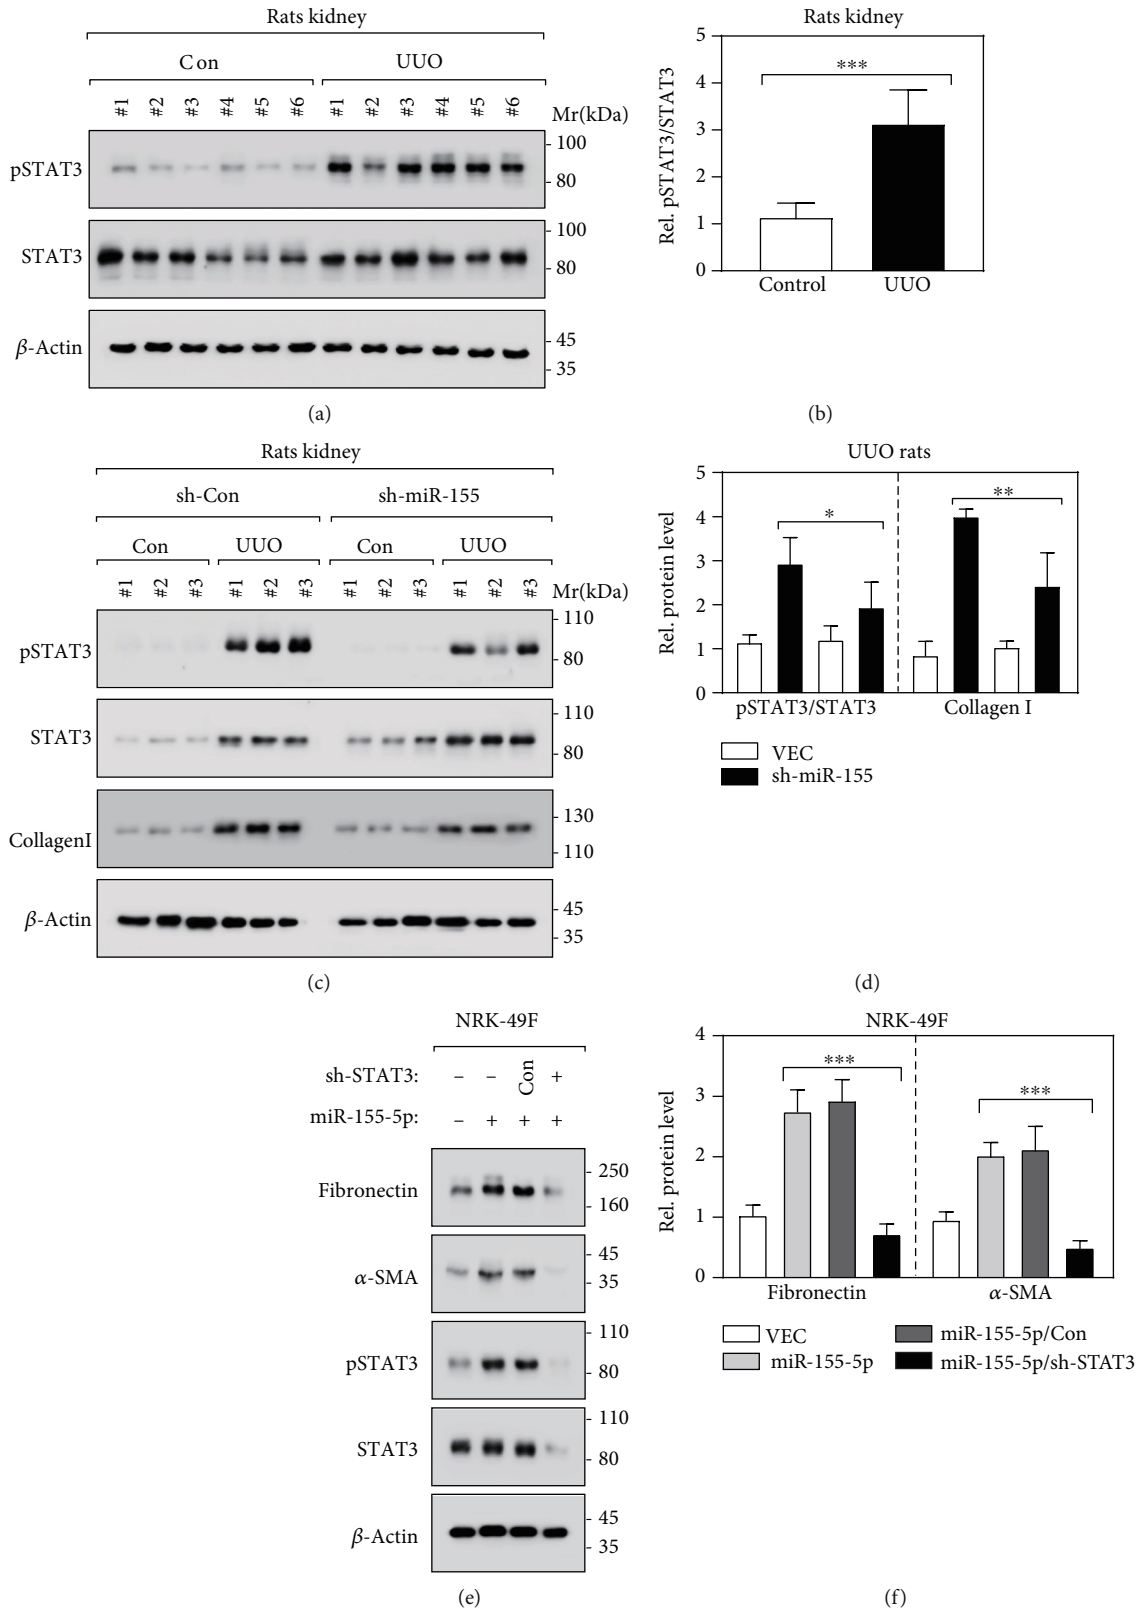 Rats kidney
Con UUO
#1 #2 #3 #4 #5 #6 #1 #2 #3 #4 #5 #6 Mr(kDa)
pSTAT3
- 100
- 80
STAT3
- 100
- 80
β-Actin
- 45
- 35
(a)
Rats kidney
Rel. pSTAT3/STAT3
5
4
3
2
1
0
***
Control UUO
(b)
Rats kidney
sh-Con sh-miR-155
Con UUO Con UUO
#1 #2 #3 #1 #2 #3 #1 #2 #3 #1 #2 #3 Mr(kDa)
pSTAT3
- 110
- 80
STAT3
- 110
- 80
CollagenI
- 130
- 110
β-Actin
- 45
- 35
(c)
UUO rats
Rel. protein level
5
4
3
2
1
0
* **
pSTAT3/STAT3 Collagen I
VEC
sh-miR-155
(d)
NRK-49F
sh-STAT3: – – Con +
miR-155-5p: – + + +
Fibronectin
- 250
- 160
α-SMA
- 45
- 35
pSTAT3
- 110
- 80
STAT3
- 110
- 80
β-Actin
- 45
- 35
(e)
NRK-49F
Rel. protein level
4
3
2
1
0
*** ***
Fibronectin α-SMA
VEC miR-155-5p/Con
miR-155-5p miR-155-5p/sh-STAT3
(f)